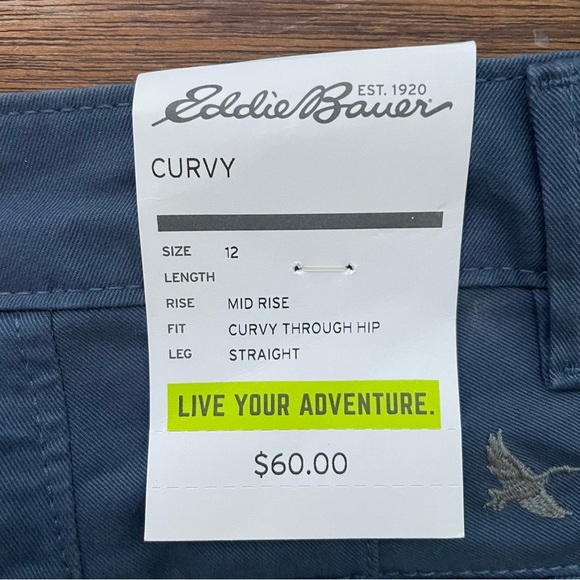 EST. 1920
Eddie Bauer
CURVY
SIZE 12
LENGTH
RISE MID RISE
FIT CURVY THROUGH HIP
LEG STRAIGHT
LIVE YOUR ADVENTURE.
$60.00